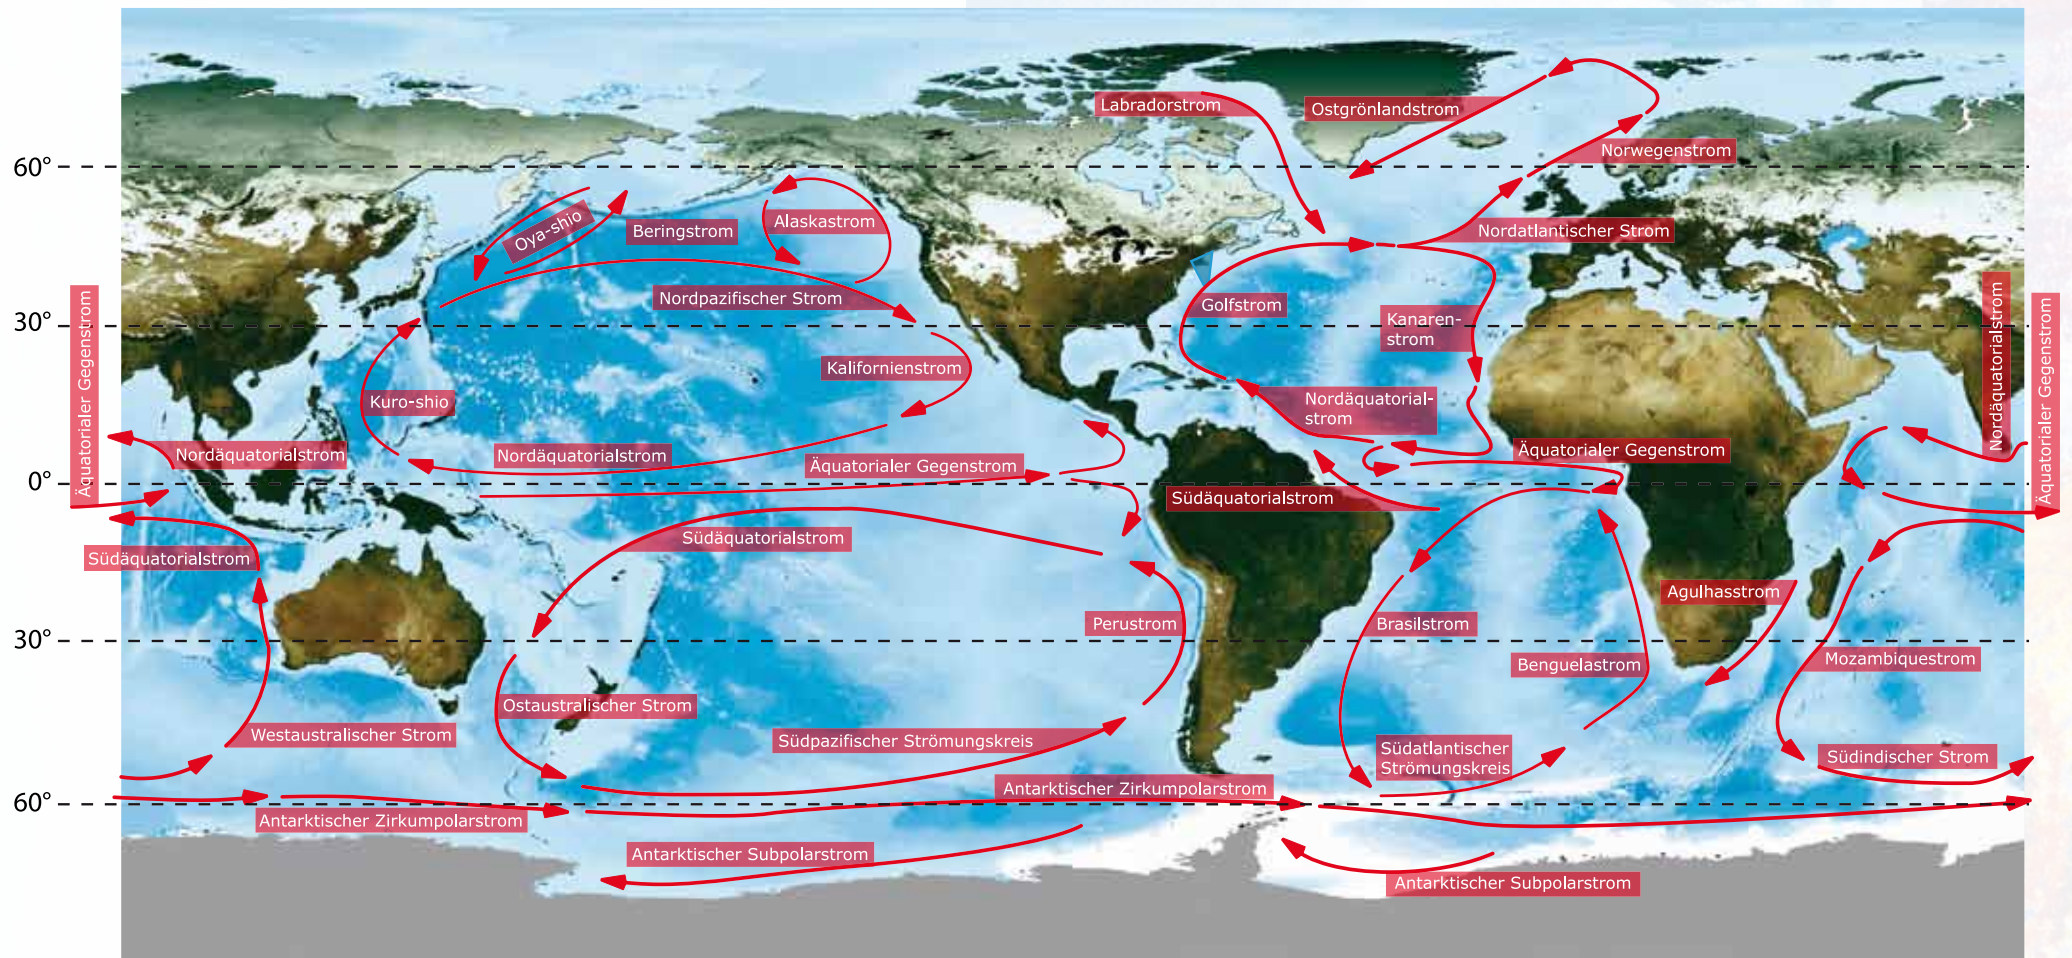 Labradorstrom
Ostgrönlandstrom
Norwegenstrom
60°
Oya-shio
Beringstrom
Alaskastrom
Nordatlantischer Strom
Nordpazifischer Strom
Golfstrom
Kanaren-
strom
30°
Äquatorialer Gegenstrom
Nordäquatorialstrom
Äquatorialer Gegenstrom
Kalifornienstrom
Kuro-shio
Nordäquatorial-
strom
Nordäquatorialstrom
Nordäquatorialstrom
Äquatorialer Gegenstrom
Äquatorialer Gegenstrom
0°
Südäquatorialstrom
Südäquatorialstrom
Südäquatorialstrom
Agulhasstrom
Perustrom
Brasilstrom
30°
Benguelastrom
Mozambiquestrom
Ostaustralischer Strom
Westaustralischer Strom
Südpazifischer Strömungskreis
Südatlantischer
Strömungskreis
Südindischer Strom
Antarktischer Zirkumpolarstrom
60°
Antarktischer Zirkumpolarstrom
Antarktischer Subpolarstrom
Antarktischer Subpolarstrom